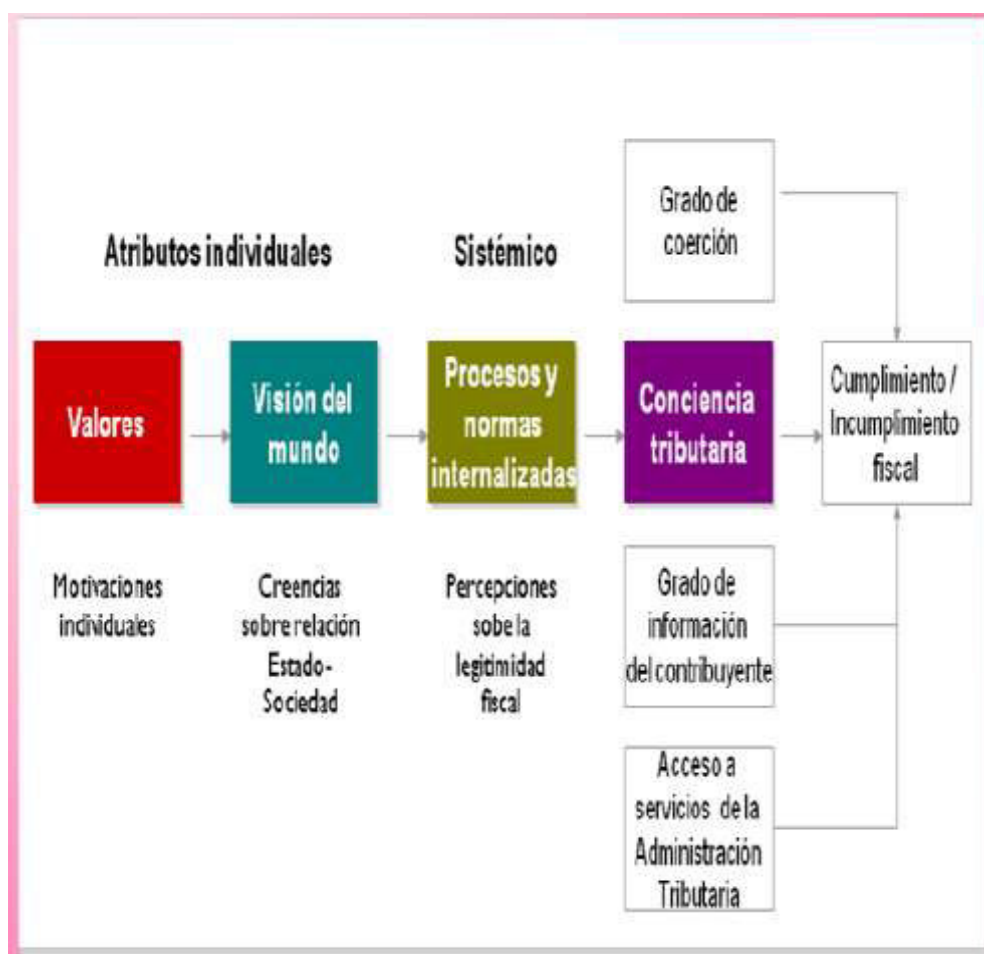 Grado de
coerción
Atributos individuales
Sistémico
Valores
Visión del
mundo
Procesos y
normas
internalizadas
Conciencia
tributaria
Cumplimiento /
Incumplimiento
fiscal
Motivaciones
individuales
Creencias
sobre relación
Estado-
Sociedad
Percepciones
sobe la
legitimidad
fiscal
Grado de
información
del contribuyente
Acceso a
servicios de la
Administración
Tributaria